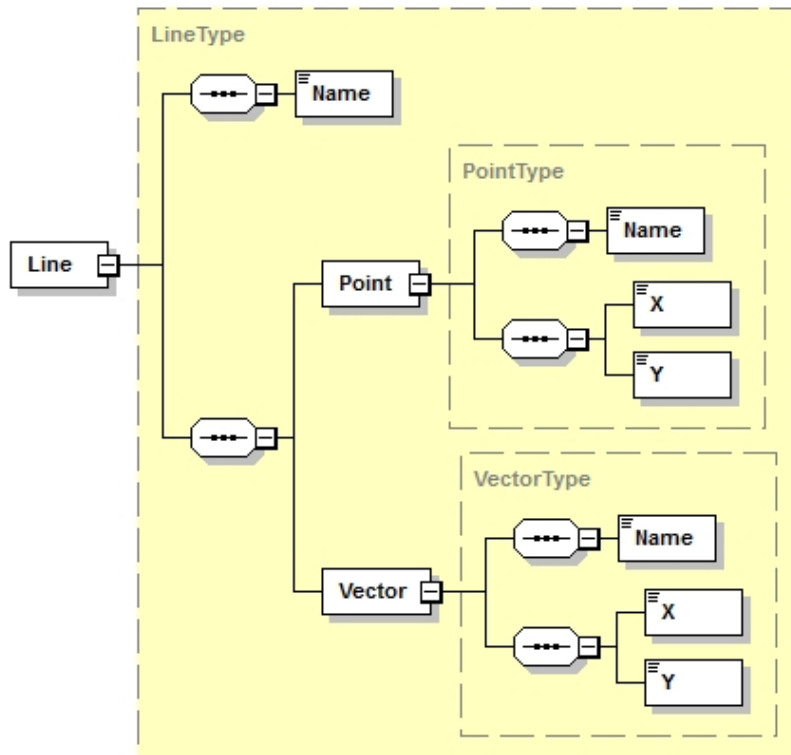 LineType
Name
PointType
Name
Line
Point
X
Y
VectorType
Name
Vector
X
Y